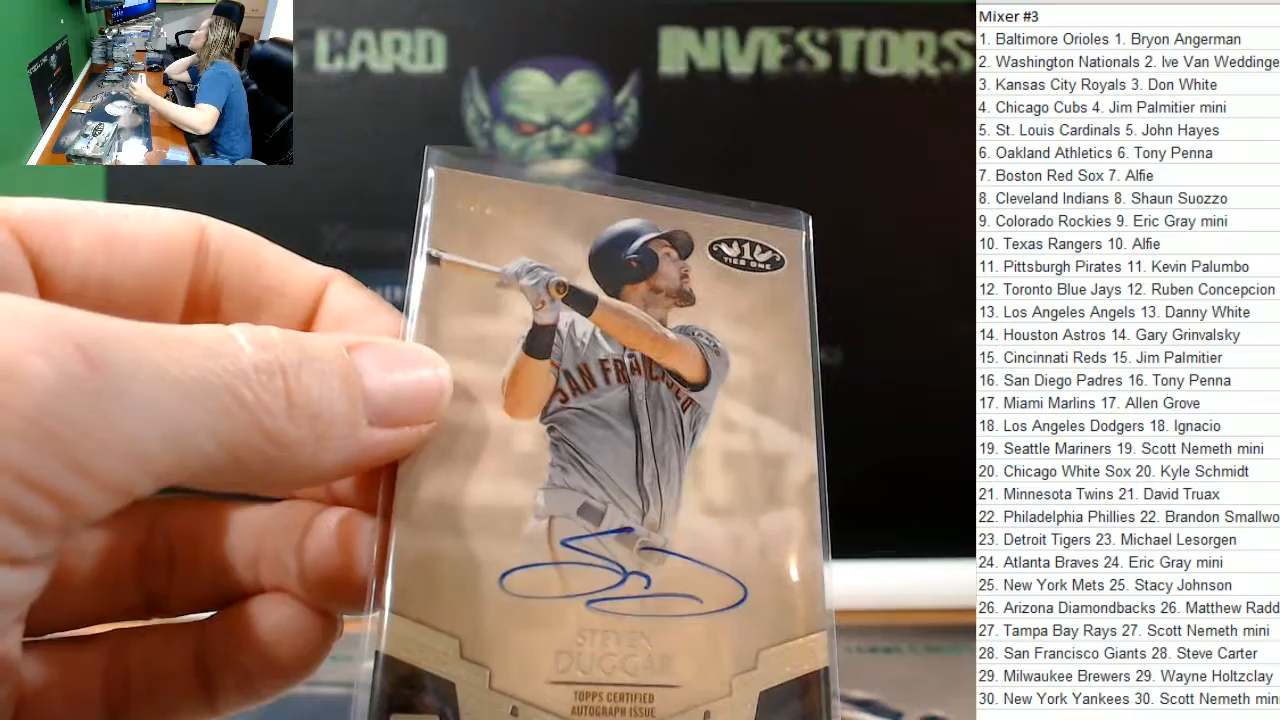 CARD INVESTORS
1
TIER ONE
SAN FRANCISCO
STEVEN
DUGGAR
TOPPS CERTIFIED
AUTOGRAPH ISSUE
Mixer #3
1. Baltimore Orioles 1. Bryon Angerman
2. Washington Nationals 2. Ive Van Weddinge
3. Kansas City Royals 3. Don White
4. Chicago Cubs 4. Jim Palmitier mini
5. St. Louis Cardinals 5. John Hayes
6. Oakland Athletics 6. Tony Penna
7. Boston Red Sox 7. Alfie
8. Cleveland Indians 8. Shaun Suozzo
9. Colorado Rockies 9. Eric Gray mini
10. Texas Rangers 10. Alfie
11. Pittsburgh Pirates 11. Kevin Palumbo
12. Toronto Blue Jays 12. Ruben Concepcion
13. Los Angeles Angels 13. Danny White
14. Houston Astros 14. Gary Grinvalsky
15. Cincinnati Reds 15. Jim Palmitier
16. San Diego Padres 16. Tony Penna
17. Miami Marlins 17. Allen Grove
18. Los Angeles Dodgers 18. Ignacio
19. Seattle Mariners 19. Scott Nemeth mini
20. Chicago White Sox 20. Kyle Schmidt
21. Minnesota Twins 21. David Truax
22. Philadelphia Phillies 22. Brandon Smallwo
23. Detroit Tigers 23. Michael Lesorgen
24. Atlanta Braves 24. Eric Gray mini
25. New York Mets 25. Stacy Johnson
26. Arizona Diamondbacks 26. Matthew Radd
27. Tampa Bay Rays 27. Scott Nemeth mini
28. San Francisco Giants 28. Steve Carter
29. Milwaukee Brewers 29. Wayne Holtzclay
30. New York Yankees 30. Scott Nemeth min